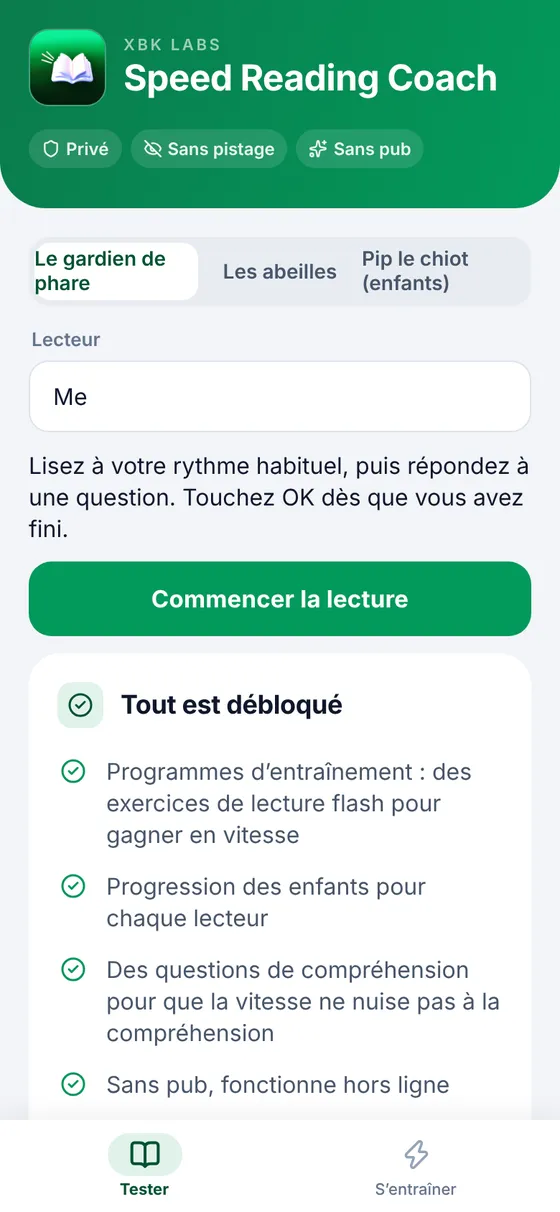 XBK LABS
Speed Reading Coach
Privé
Sans pistage
Sans pub
Le gardien de
phare
Les abeilles
Pip le chiot
(enfants)
Lecteur
Me
Lisez à votre rythme habituel, puis répondez à
une question. Touchez OK dès que vous avez
fini.
Commencer la lecture
Tout est débloqué
Programmes d’entraînement : des
exercices de lecture flash pour
gagner en vitesse
Progression des enfants pour
chaque lecteur
Des questions de compréhension
pour que la vitesse ne nuise pas à la
compréhension
Sans pub, fonctionne hors ligne
Tester
S’entraîner